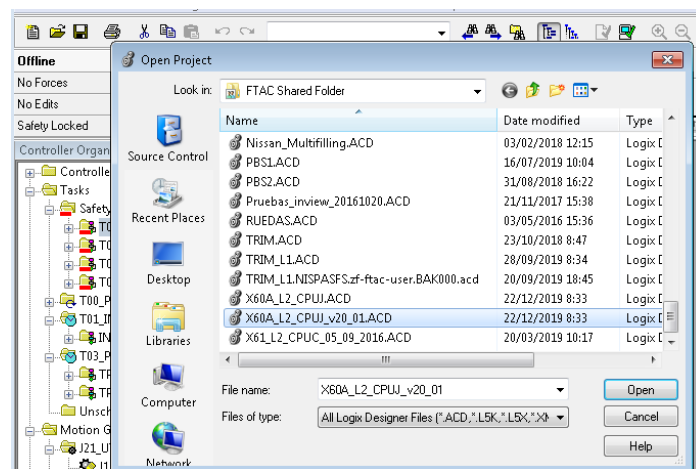 Offline
No Forces
No Edits
Safety Locked
Controller Organ
Controlle
Tasks
Safety
T00_P
T01_I
T03_P
Unsch
Motion G
J21_U
Open Project
Look in: FTAC Shared Folder
Source Control
Recent Places
Desktop
Libraries
Computer
Network
Name Date modified Type
Nissan_Multifilling.ACD 03/02/2018 12:15 Logix D
PBS1.ACD 16/07/2019 10:04 Logix D
PBS2.ACD 31/08/2018 16:22 Logix D
Pruebas_inview_20161020.ACD 21/11/2017 15:38 Logix D
RUEDAS.ACD 03/05/2016 15:36 Logix D
TRIM.ACD 23/10/2018 8:47 Logix D
TRIM_L1.ACD 28/09/2019 8:34 Logix D
TRIM_L1.NISPASFS.zf-ftac-user.BAK000.acd 20/09/2019 18:45 Logix D
X60A_L2_CPUJ.ACD 22/12/2019 8:33 Logix D
X60A_L2_CPUJ_v20_01.ACD 22/12/2019 8:33 Logix D
X61_L2_CPUC_05_09_2016.ACD 20/03/2019 10:17 Logix D
File name: X60A_L2_CPUJ_v20_01 Open
Files of type: All Logix Designer Files (*.ACD,*.L5K,*.L5X,*.XM Cancel
Help